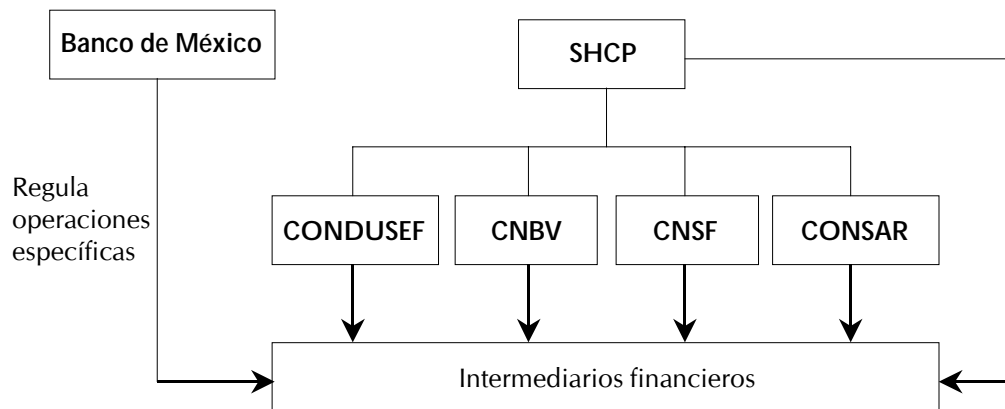 Banco de México
SHCP
Regula
operaciones
específicas
CONDUSEF
CNBV
CNSF
CONSAR
Intermediarios financieros